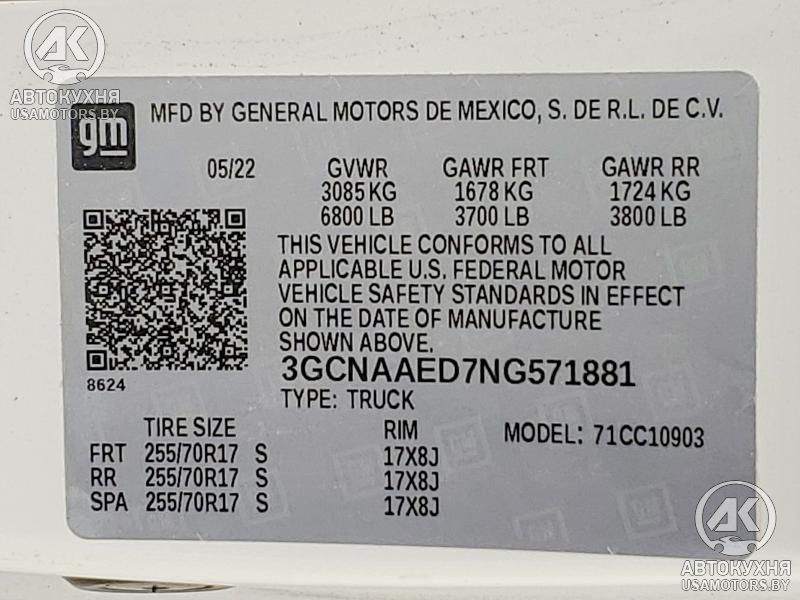 AK
АВТОКУХНЯ
USAMOTORS.BY
gm
MFD BY GENERAL MOTORS DE MEXICO, S. DE R.L. DE C.V.
05/22 GVWR GAWR FRT GAWR RR
3085 KG 1678 KG 1724 KG
6800 LB 3700 LB 3800 LB
THIS VEHICLE CONFORMS TO ALL
APPLICABLE U.S. FEDERAL MOTOR
VEHICLE SAFETY STANDARDS IN EFFECT
ON THE DATE OF MANUFACTURE
SHOWN ABOVE.
8624
3GCNAAED7NG571881
TYPE: TRUCK
TIRE SIZE RIM MODEL: 71CC10903
FRT 255/70R17 S 17X8J
RR 255/70R17 S 17X8J
SPA 255/70R17 S 17X8J
AK
АВТОКУХНЯ
USAMOTORS.BY